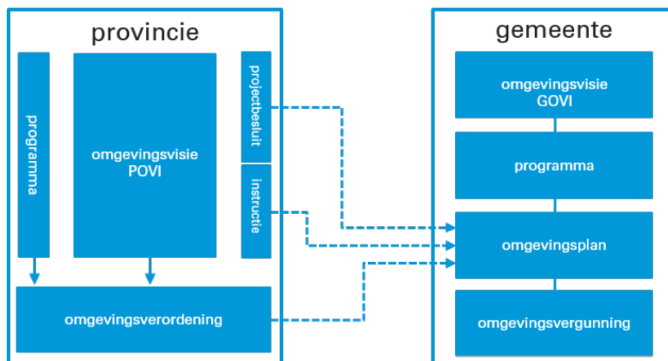 provincie
programma
omgevingsvisie
POVI
projectbesluit
instructie
omgevingsverordening
gemeente
omgevingsvisie
GOVI
programma
omgevingsplan
omgevingsvergunning